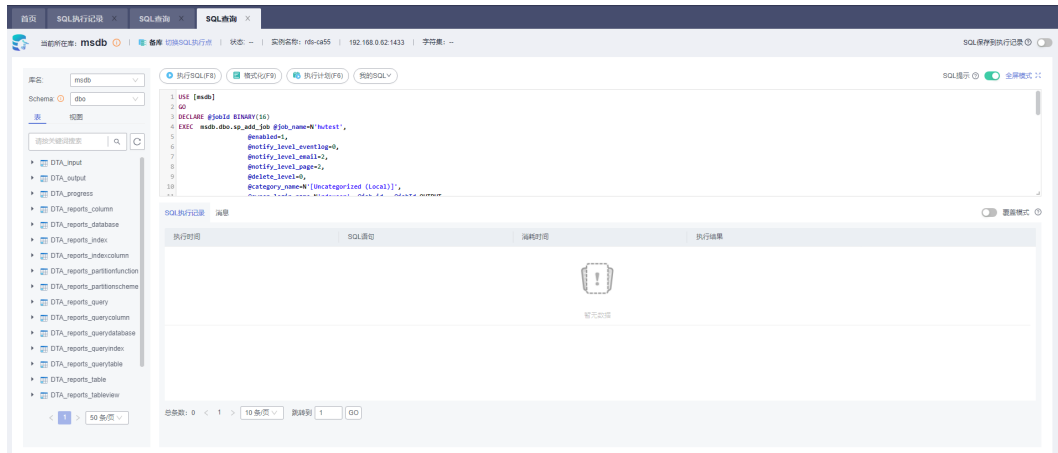 首页 SQL执行记录 × SQL查询 × SQL查询 ×
当前所在库: msdb 备库 切换SQL执行点 | 状态: -- | 实例名称: rds-ca55 | 192.168.0.62:1433 | 字符集: -- SQL保存到执行记录
库名: msdb
Schema: dbo
表 视图
请按关键词搜索
DTA_input
DTA_output
DTA_progress
DTA_reports_column
DTA_reports_database
DTA_reports_index
DTA_reports_indexcolumn
DTA_reports_partitionfunction
DTA_reports_partitionscheme
DTA_reports_query
DTA_reports_querycolumn
DTA_reports_querydatabase
DTA_reports_queryindex
DTA_reports_querytable
DTA_reports_table
DTA_reports_tableview
< 1 > 50 条/页
执行SQL(F8) 格式化(F9) 执行计划(F6) 我的SQL SQL提示 全屏模式
1 USE [msdb]
2 GO
3 DECLARE @jobId BINARY(16)
4 EXEC msdb.dbo.sp_add_job @job_name=N'hutest',
5 @enabled=1,
6 @notify_level_eventlog=0,
7 @notify_level_email=2,
8 @notify_level_page=2,
9 @delete_level=0,
10 @category_name=N'[Uncategorized (Local)]',
SQL执行记录 消息 覆盖模式
执行时间 SQL语句 消耗时间 执行结果
暂无数据
总条数: 0 < 1 > 10 条/页 跳转到 1 GO